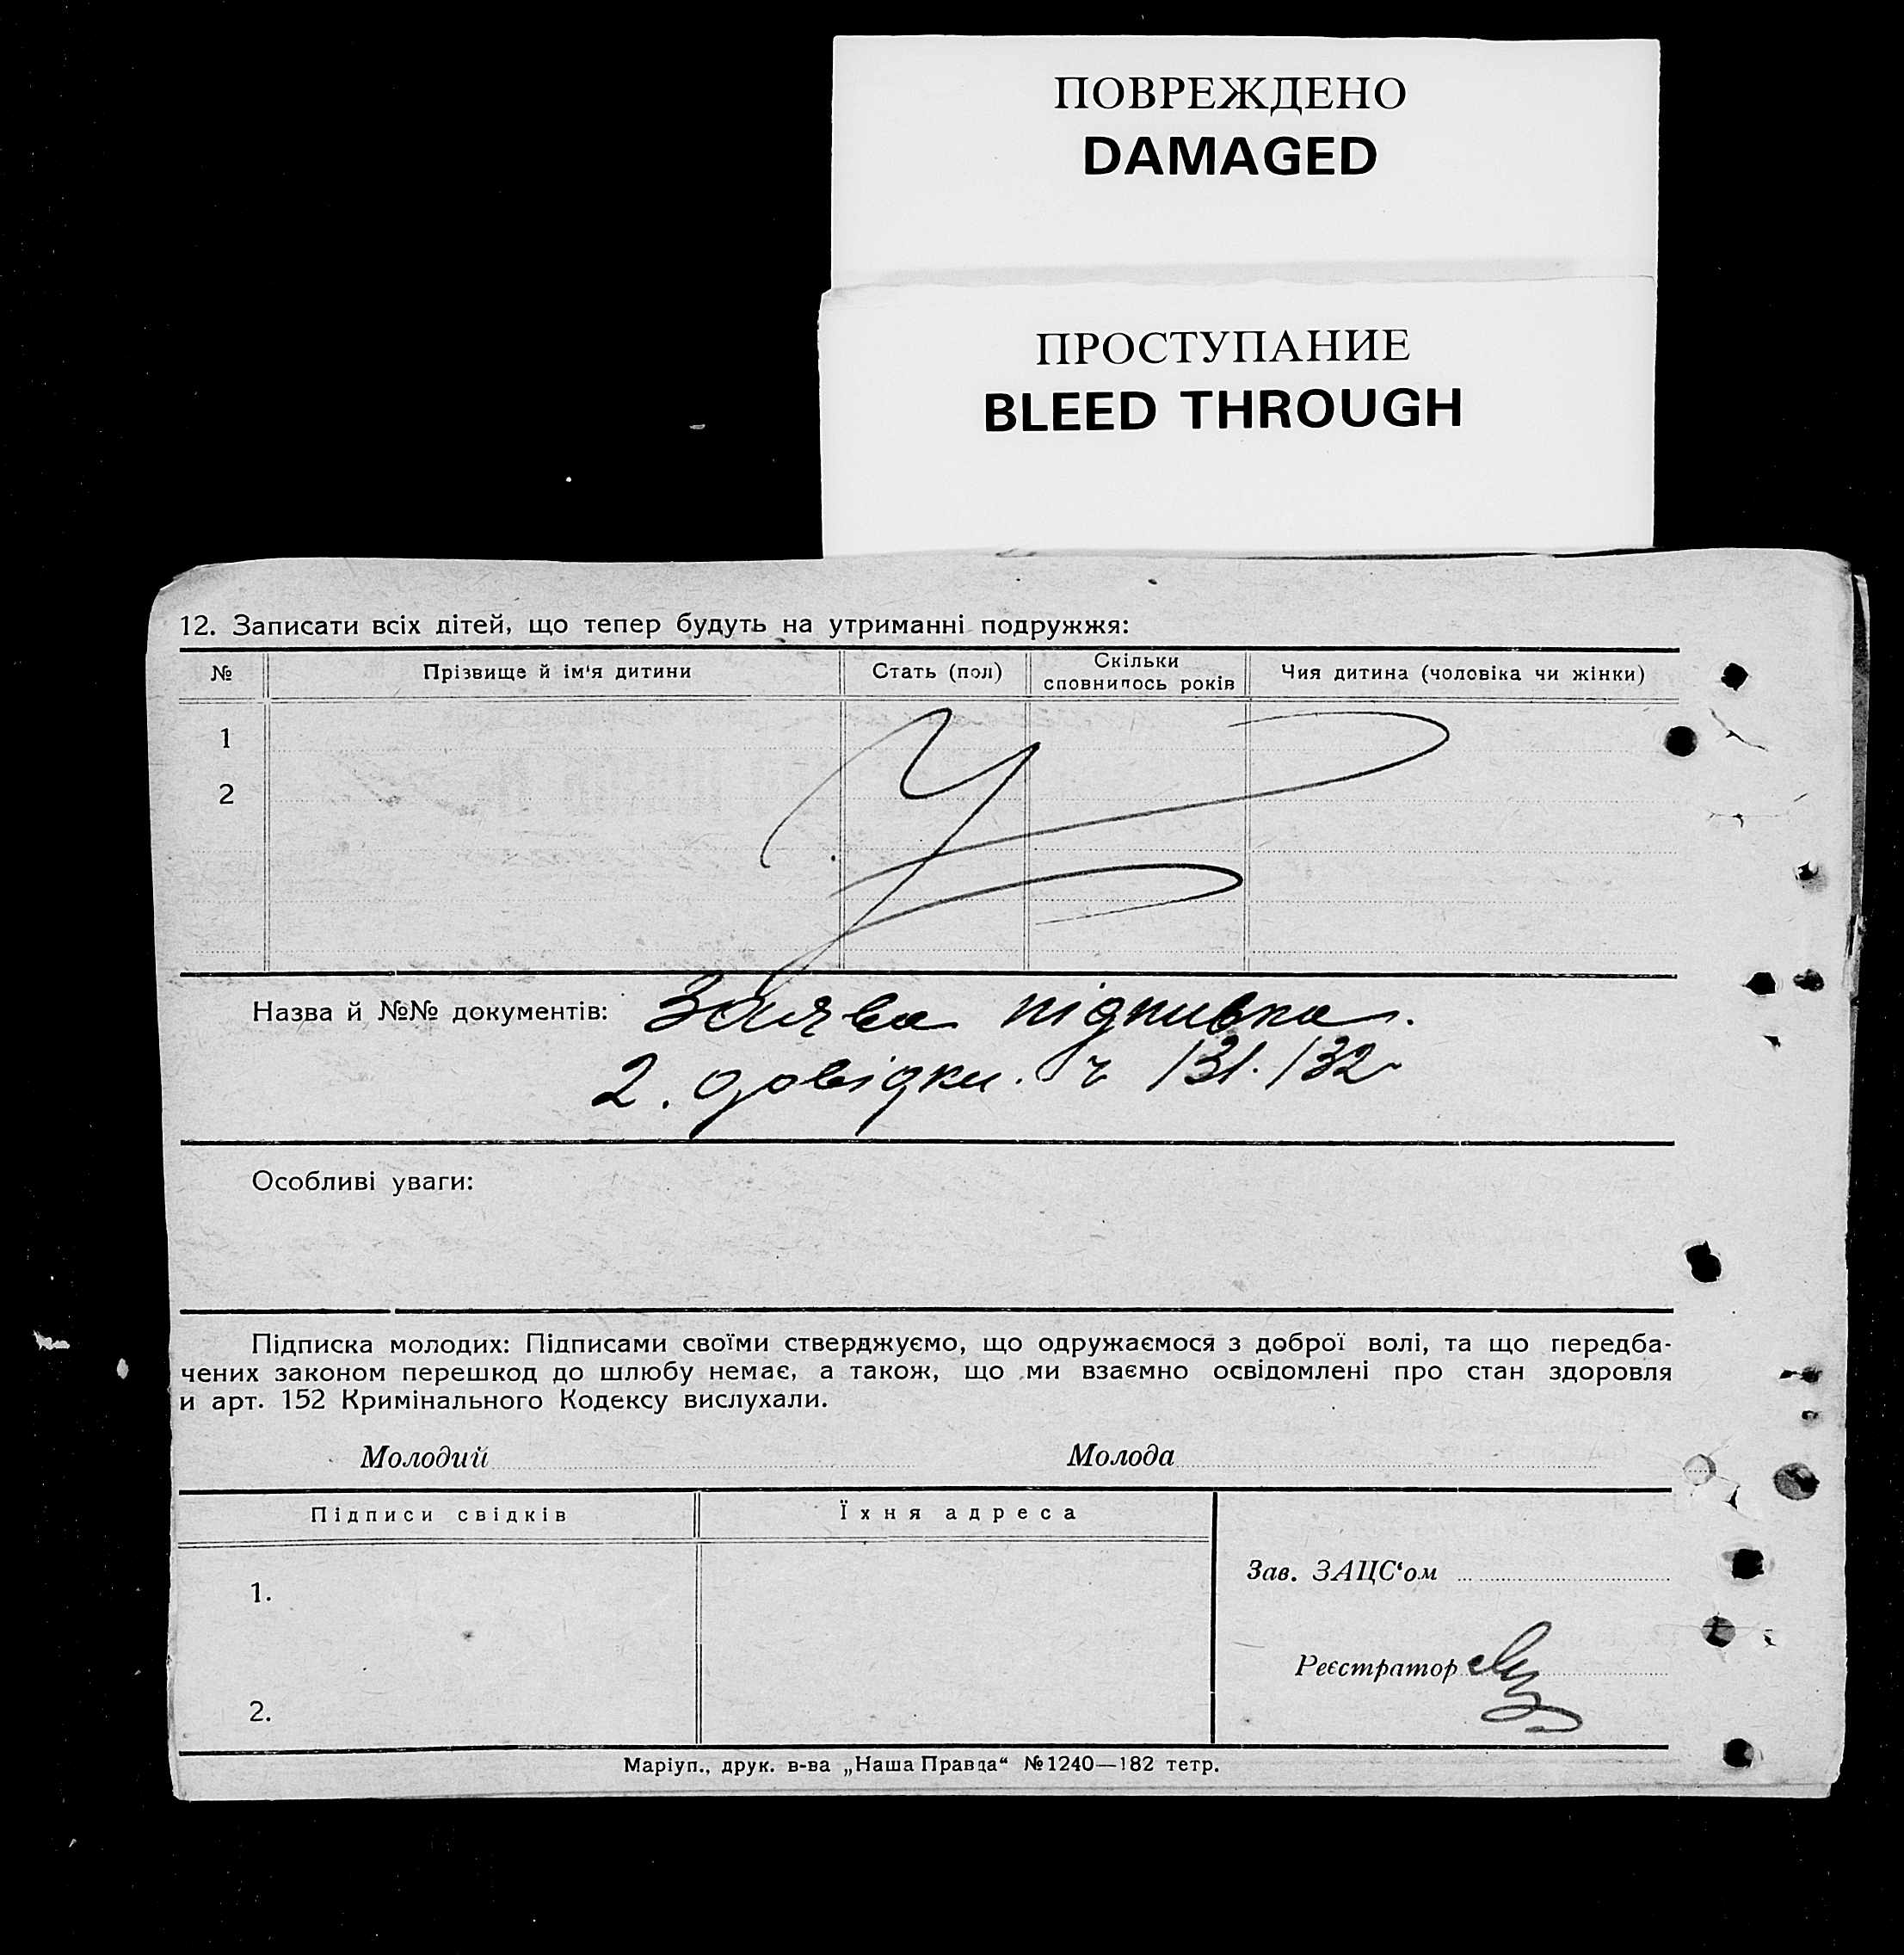 ПОВРЕЖДЕНО
DAMAGED
ПРОСТУПАНИЕ
BLEED THROUGH
12. Записати всіх дітей, що тепер будуть на утриманні подружжя:
№ Прізвище й ім‘я дитини Стать (пол) Скільки сповнилось років Чия дитина (чоловіка чи жінки)
1
2
Назва й №№ документів: Заява підписка.
2. довідки. ч 131. 132
Особливі уваги:
Підписка молодих: Підписами своїми стверджуємо, що одружаємося з доброї волі, та що передба-
чених законом перешкод до шлюбу немає, а також, що ми взаємно освідомлені про стан здоровля
и арт. 152 Кримінального Кодексу вислухали.
Молодий Молода
Підписи свідків Їхня адреса
Зав. ЗАЦС‘ом
1.
Реєстратор
2.
Маріуп., друк. в-ва „Наша Правда“ №1240—182 тетр.